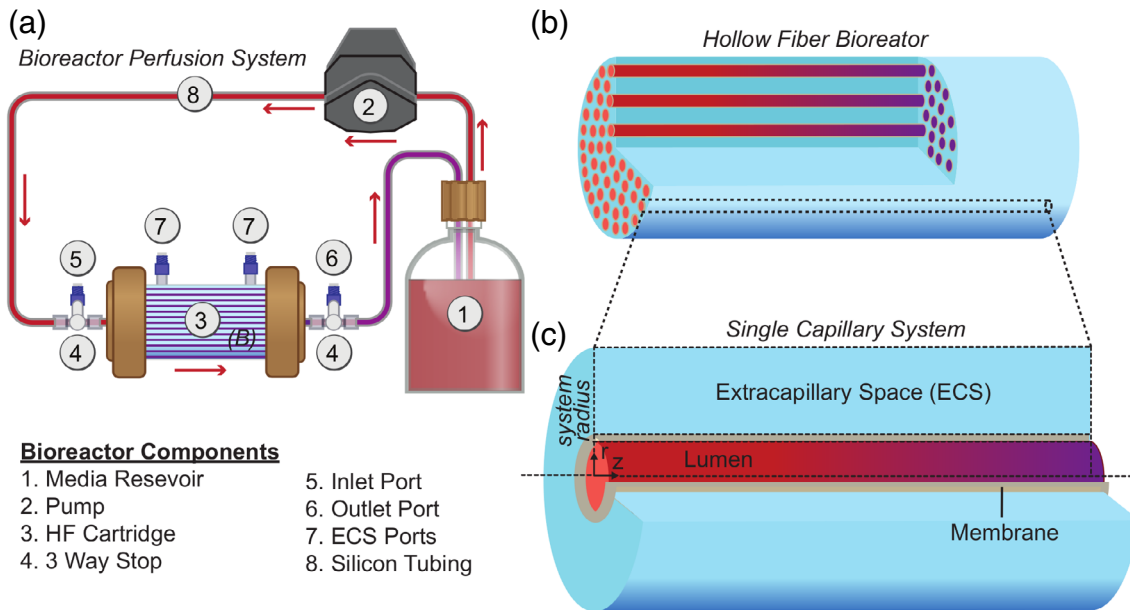 (a)
Bioreactor Perfusion System
8
2
7
7
5
6
3
(B)
4
4
1
Bioreactor Components
1. Media Resevoir
2. Pump
3. HF Cartridge
4. 3 Way Stop
5. Inlet Port
6. Outlet Port
7. ECS Ports
8. Silicon Tubing
(b)
Hollow Fiber Bioreator
(c)
Single Capillary System
system
radius
Extracapillary Space (ECS)
r
z
Lumen
Membrane